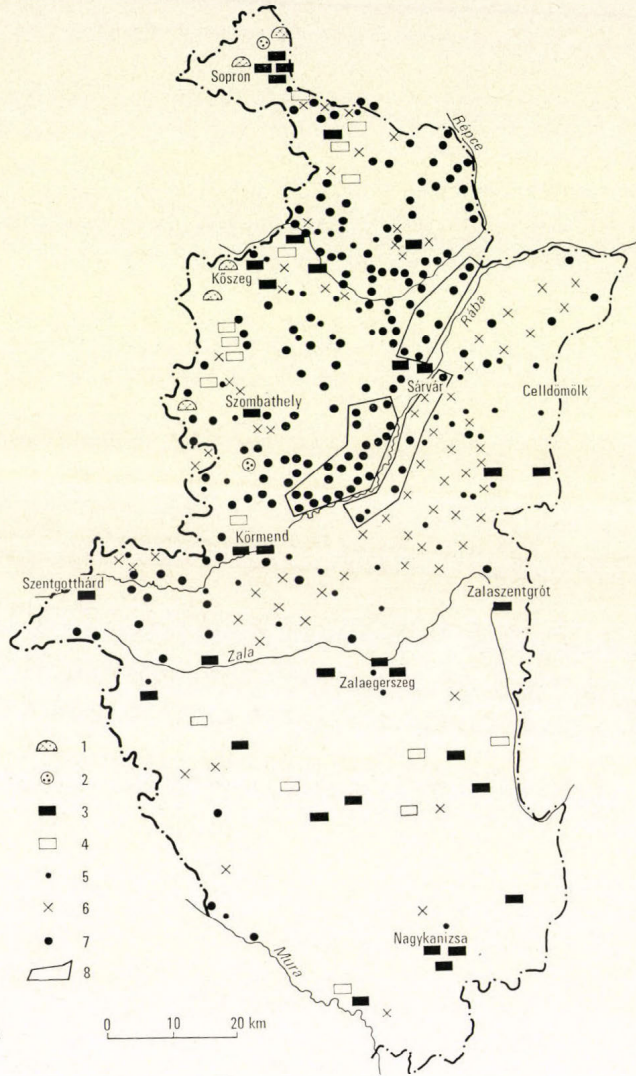 Sopron
Répce
Kőszeg
Rába
Sárvár
Celldömölk
Szombathely
Körmend
Szentgotthárd
Zalaszentgrót
Zala
Zalaegerszeg
1
2
3
4
5
6
7
8
Nagykanizsa
Mura
0 10 20 km